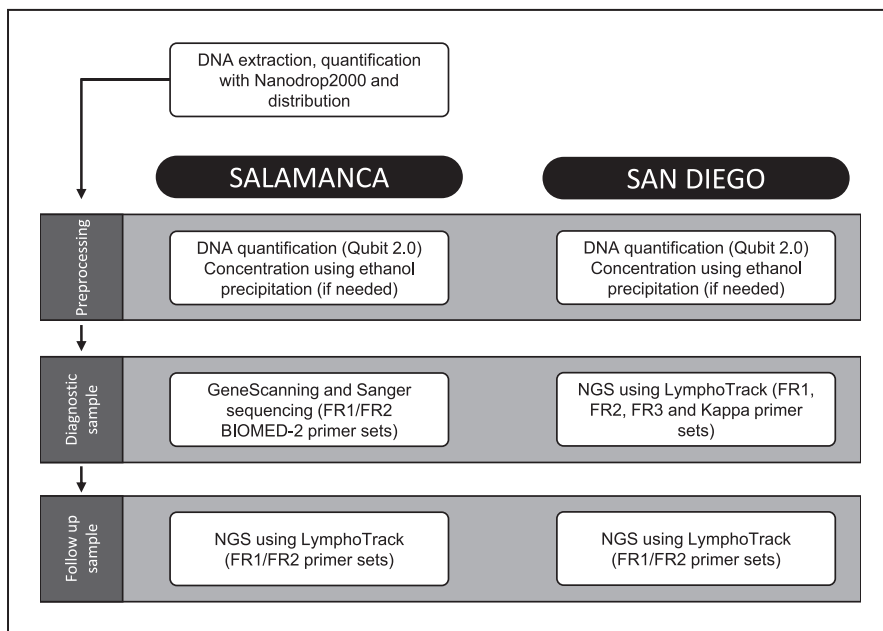 DNA extraction, quantification
with Nanodrop2000 and
distribution
SALAMANCA
SAN DIEGO
Preprocessing
DNA quantification (Qubit 2.0)
Concentration using ethanol
precipitation (if needed)
DNA quantification (Qubit 2.0)
Concentration using ethanol
precipitation (if needed)
Diagnostic
sample
GeneScanning and Sanger
sequencing (FR1/FR2
BIOMED-2 primer sets)
NGS using LymphoTrack (FR1,
FR2, FR3 and Kappa primer
sets)
Follow up
sample
NGS using LymphoTrack
(FR1/FR2 primer sets)
NGS using LymphoTrack
(FR1/FR2 primer sets)